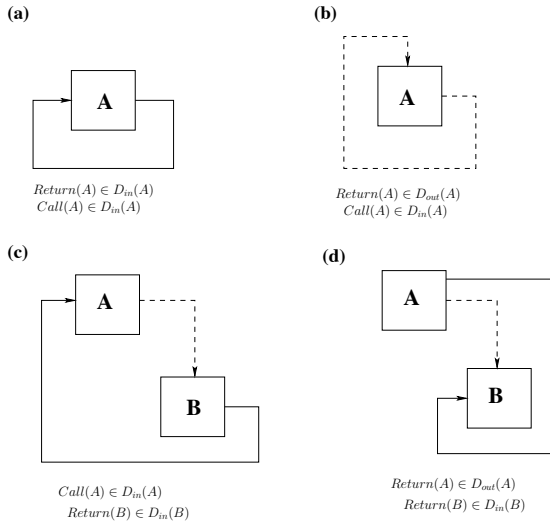 (a)
A
Return(A) ∈ D_in(A)
Call(A) ∈ D_in(A)
(b)
A
Return(A) ∈ D_out(A)
Call(A) ∈ D_in(A)
(c)
A
B
Call(A) ∈ D_in(A)
Return(B) ∈ D_in(B)
(d)
A
B
Return(A) ∈ D_out(A)
Return(B) ∈ D_in(B)